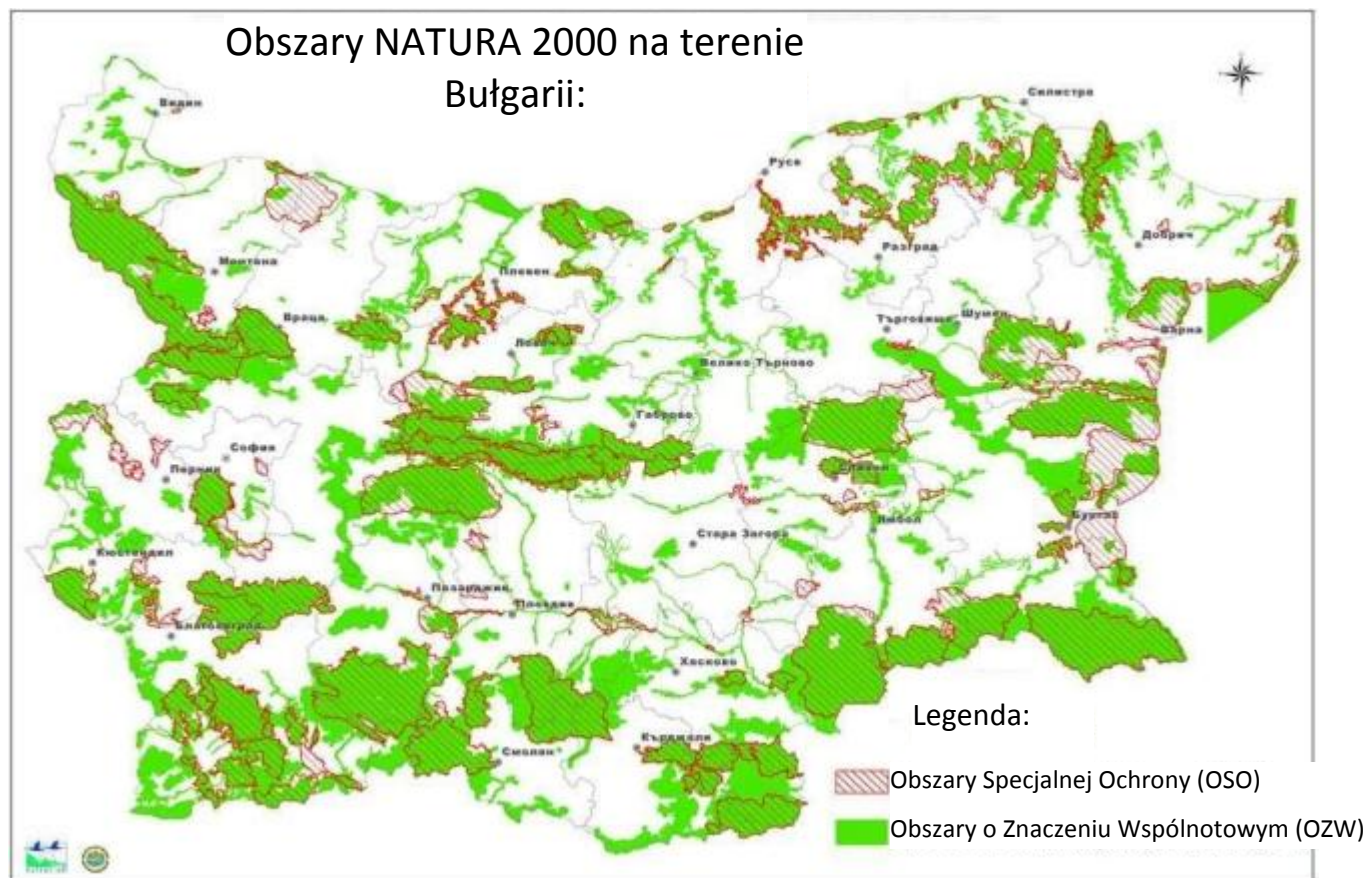 Obszary NATURA 2000 na terenie
Bułgarii:
Видин
Силистра
Русе
Добрич
Разград
Монтана
Плевен
Враца
Търговище
Шумен
Варна
Ловеч
Велико Търново
Габрово
София
Перник
Сливен
Бургас
Ямбол
Стара Загора
Кюстендил
Пазарджик
Пловдив
Благоевград
Хасково
Кърджали
Смолян
Legenda:
Obszary Specjalnej Ochrony (OSO)
Obszary o Znaczeniu Wspólnotowym (OZW)